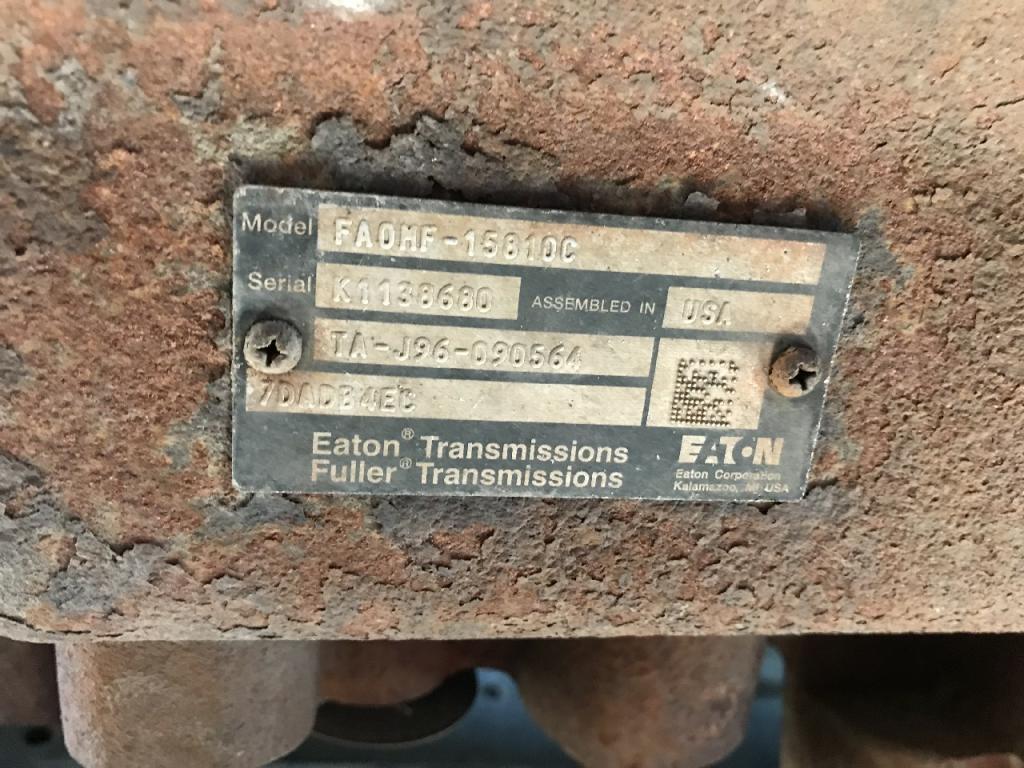 Model FAOMF-15810C
Serial K1138680 ASSEMBLED IN USA
TA-J96-090564
7DADB4EC
Eaton® Transmissions
Fuller® Transmissions
EATON
Eaton Corporation
Kalamazoo, MI USA